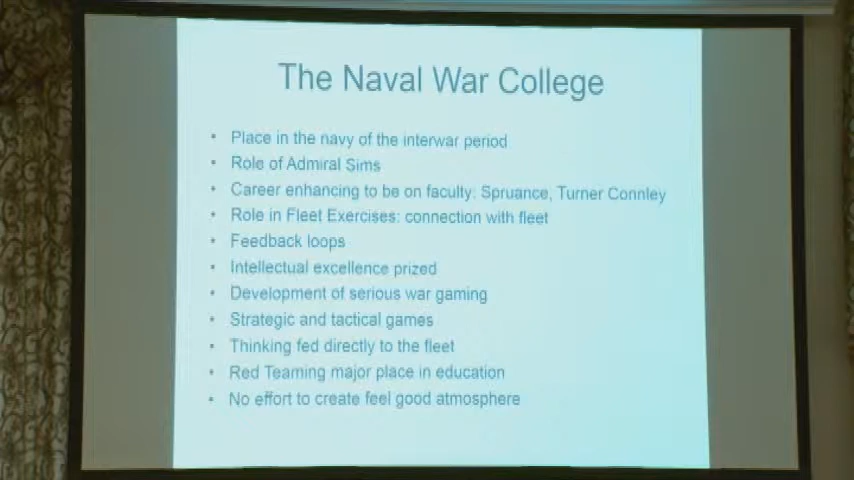 The Naval War College
• Place in the navy of the interwar period
• Role of Admiral Sims
• Career enhancing to be on faculty: Spruance, Turner Connley
• Role in Fleet Exercises: connection with fleet
• Feedback loops
• Intellectual excellence prized
• Development of serious war gaming
• Strategic and tactical games
• Thinking fed directly to the fleet
• Red Teaming major place in education
• No effort to create feel good atmosphere